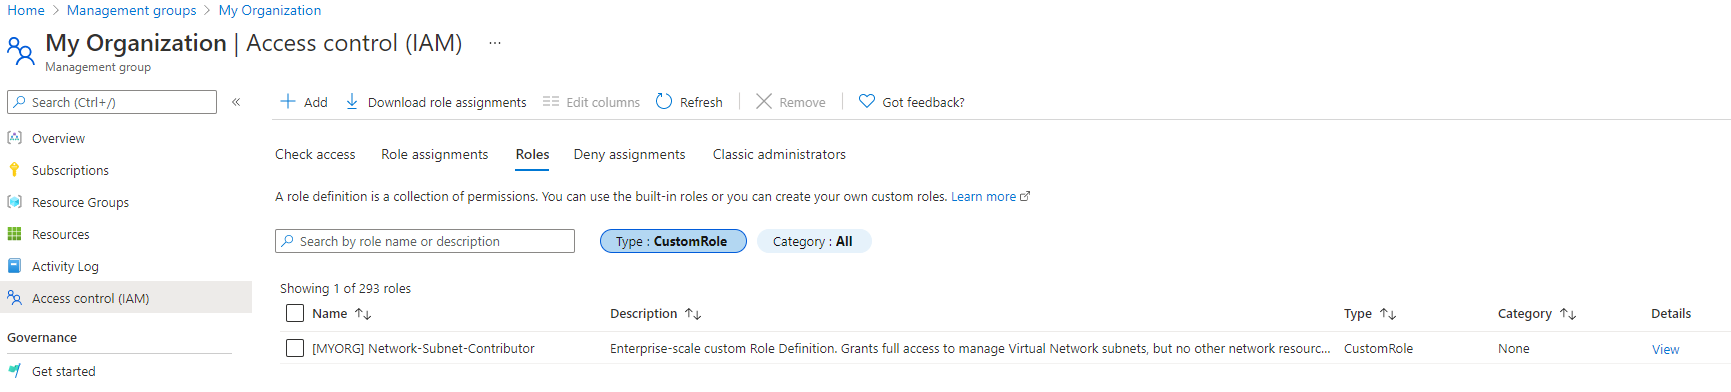 Home > Management groups > My Organization
My Organization | Access control (IAM) ...
Management group
Search (Ctrl+/) «
Overview
Subscriptions
Resource Groups
Resources
Activity Log
Access control (IAM)
Governance
Get started
Add Download role assignments Edit columns Refresh Remove Got feedback?
Check access Role assignments Roles Deny assignments Classic administrators
A role definition is a collection of permissions. You can use the built-in roles or you can create your own custom roles. Learn more
Search by role name or description Type : CustomRole Category : All
Showing 1 of 293 roles
Name ↑↓ Description ↑↓ Type ↑↓ Category ↑↓ Details
[MYORG] Network-Subnet-Contributor Enterprise-scale custom Role Definition. Grants full access to manage Virtual Network subnets, but no other network resourc... CustomRole None View